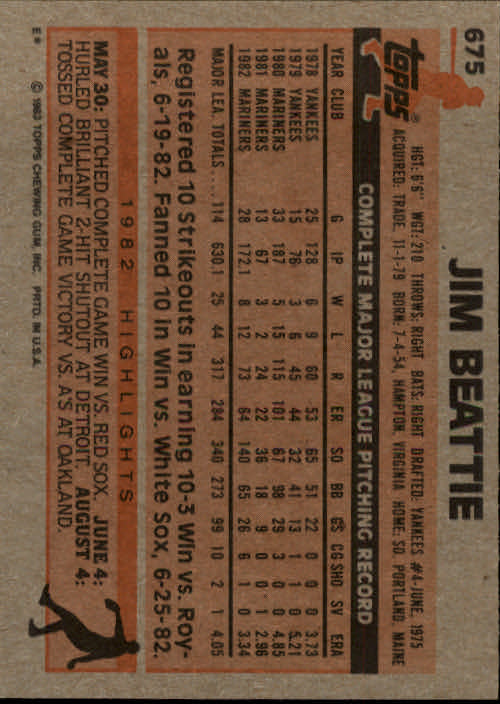 675
JIM BEATTIE
topps®
HGT: 6'6" WGT: 210 THROWS: RIGHT BATS: RIGHT DRAFTED: YANKEES #4-JUNE, 1975
ACQUIRED: TRADE, 11-1-79 BORN: 7-4-54, HAMPTON, VIRGINIA HOME: SO. PORTLAND, MAINE
COMPLETE MAJOR LEAGUE PITCHING RECORD
YEAR CLUB G IP W L R ER SO BB GS CG SHO SV ERA
1978 YANKEES 25 128 6 9 60 53 65 51 22 0 0 0 3.73
1979 YANKEES 15 76 3 6 45 44 32 41 13 1 1 0 5.21
1980 MARINERS 33 187 5 15 115 101 67 98 29 3 0 0 4.85
1981 MARINERS 13 67 3 2 24 22 36 18 9 0 0 1 2.96
1982 MARINERS 28 172.1 8 12 73 64 140 65 26 6 1 0 3.34
MAJOR LEA. TOTALS.... 114 630.1 25 44 317 284 340 273 99 10 2 1 4.05
Registered 10 Strikeouts in earning 10-3 Win vs. Roy-
als, 6-19-82. Fanned 10 in Win vs. White Sox, 6-25-82.
1982 HIGHLIGHTS
MAY 30: PITCHED COMPLETE GAME WIN VS. RED SOX. JUNE 4:
HURLED BRILLIANT 2-HIT SHUTOUT AT DETROIT. AUGUST 4:
TOSSED COMPLETE GAME VICTORY VS. A'S AT OAKLAND.
E* © 1983 TOPPS CHEWING GUM, INC. PRTD. IN U.S.A.